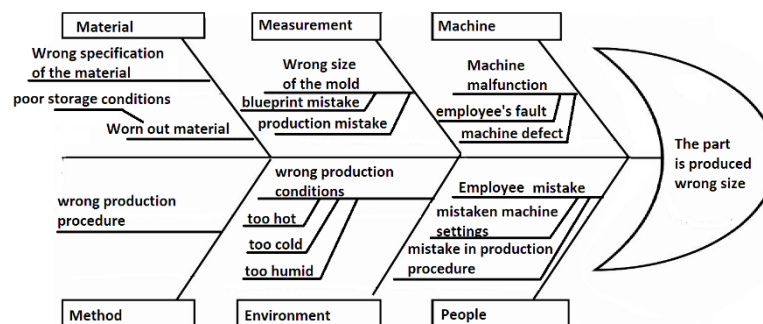 Material
Measurement
Machine
Wrong specification
of the material
poor storage conditions
Worn out material
Wrong size
of the mold
blueprint mistake
production mistake
Machine
malfunction
employee's fault
machine defect
The part
is produced
wrong size
wrong production
procedure
wrong production
conditions
too hot
too cold
too humid
Employee mistake
mistaken machine
settings
mistake in production
procedure
Method
Environment
People